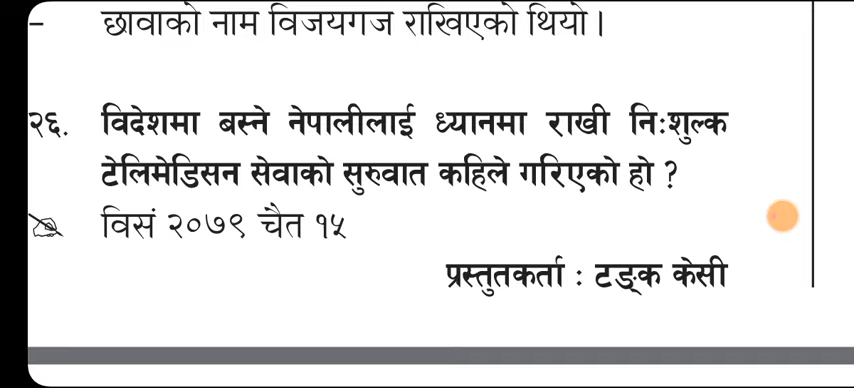 – छावाको नाम विजयगज राखिएको थियो।
२६. विदेशमा बस्ने नेपालीलाई ध्यानमा राखी निःशुल्क
टेलिमेडिसन सेवाको सुरुवात कहिले गरिएको हो ?
विसं २०७९ चैत १५
प्रस्तुतकर्ता : टङ्क केसी